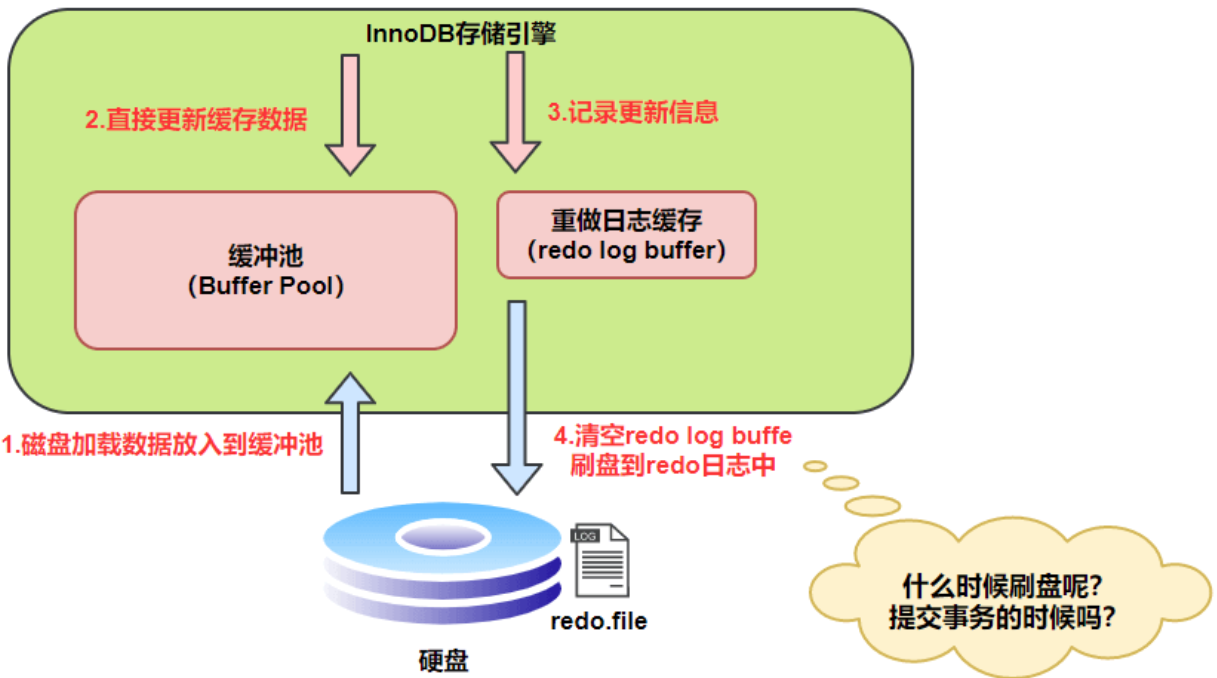 InnoDB存储引擎
2.直接更新缓存数据
3.记录更新信息
缓冲池
（Buffer Pool）
重做日志缓存
（redo log buffer）
1.磁盘加载数据放入到缓冲池
4.清空redo log buffe
刷盘到redo日志中
LOG
redo.file
硬盘
什么时候刷盘呢？
提交事务的时候吗？